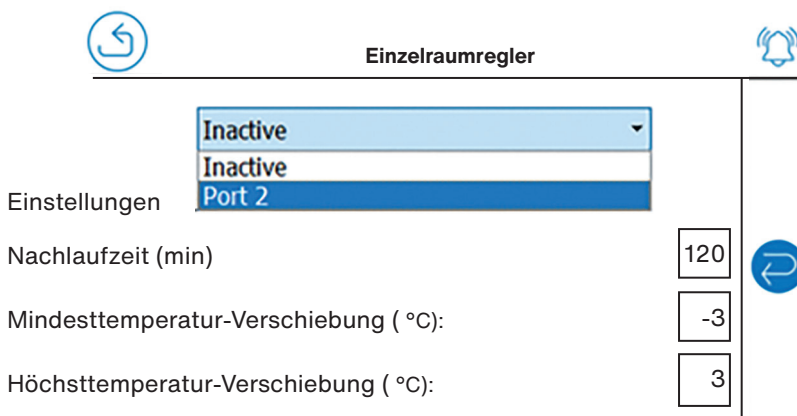 Einzelraumregler
Inactive
Inactive
Einstellungen Port 2
Nachlaufzeit (min) 120
Mindesttemperatur-Verschiebung ( °C): -3
Höchsttemperatur-Verschiebung ( °C): 3